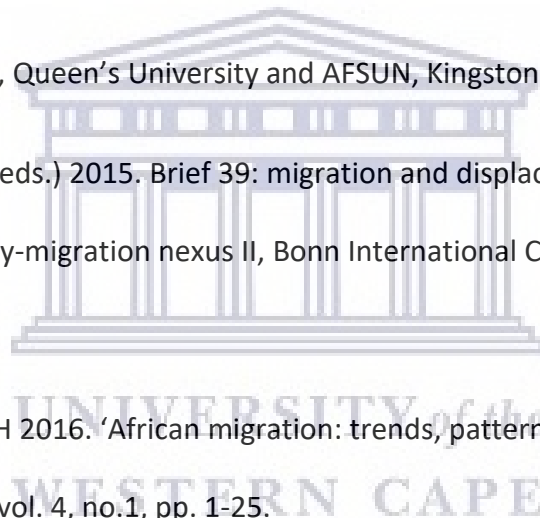 , Queen’s University and AFSUN, Kingston
eds.) 2015. Brief 39: migration and displac
y-migration nexus II, Bonn International C
UNIVERSITY of the
H 2016. ‘African migration: trends, pattern
WESTERN CAPE
vol. 4, no.1, pp. 1-25.